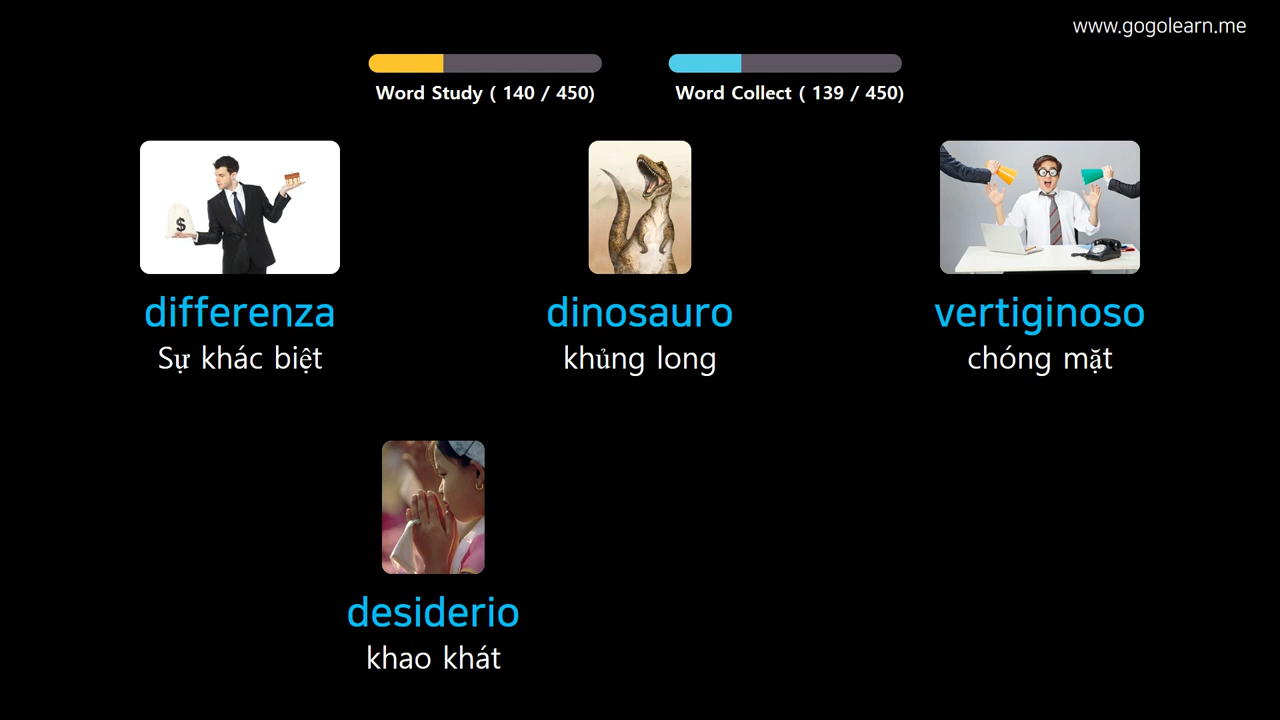 www.gogolearn.me
Word Study ( 140 / 450)
Word Collect ( 139 / 450)
differenza
Sự khác biệt
dinosauro
khủng long
vertiginoso
chóng mặt
$
desiderio
khao khát